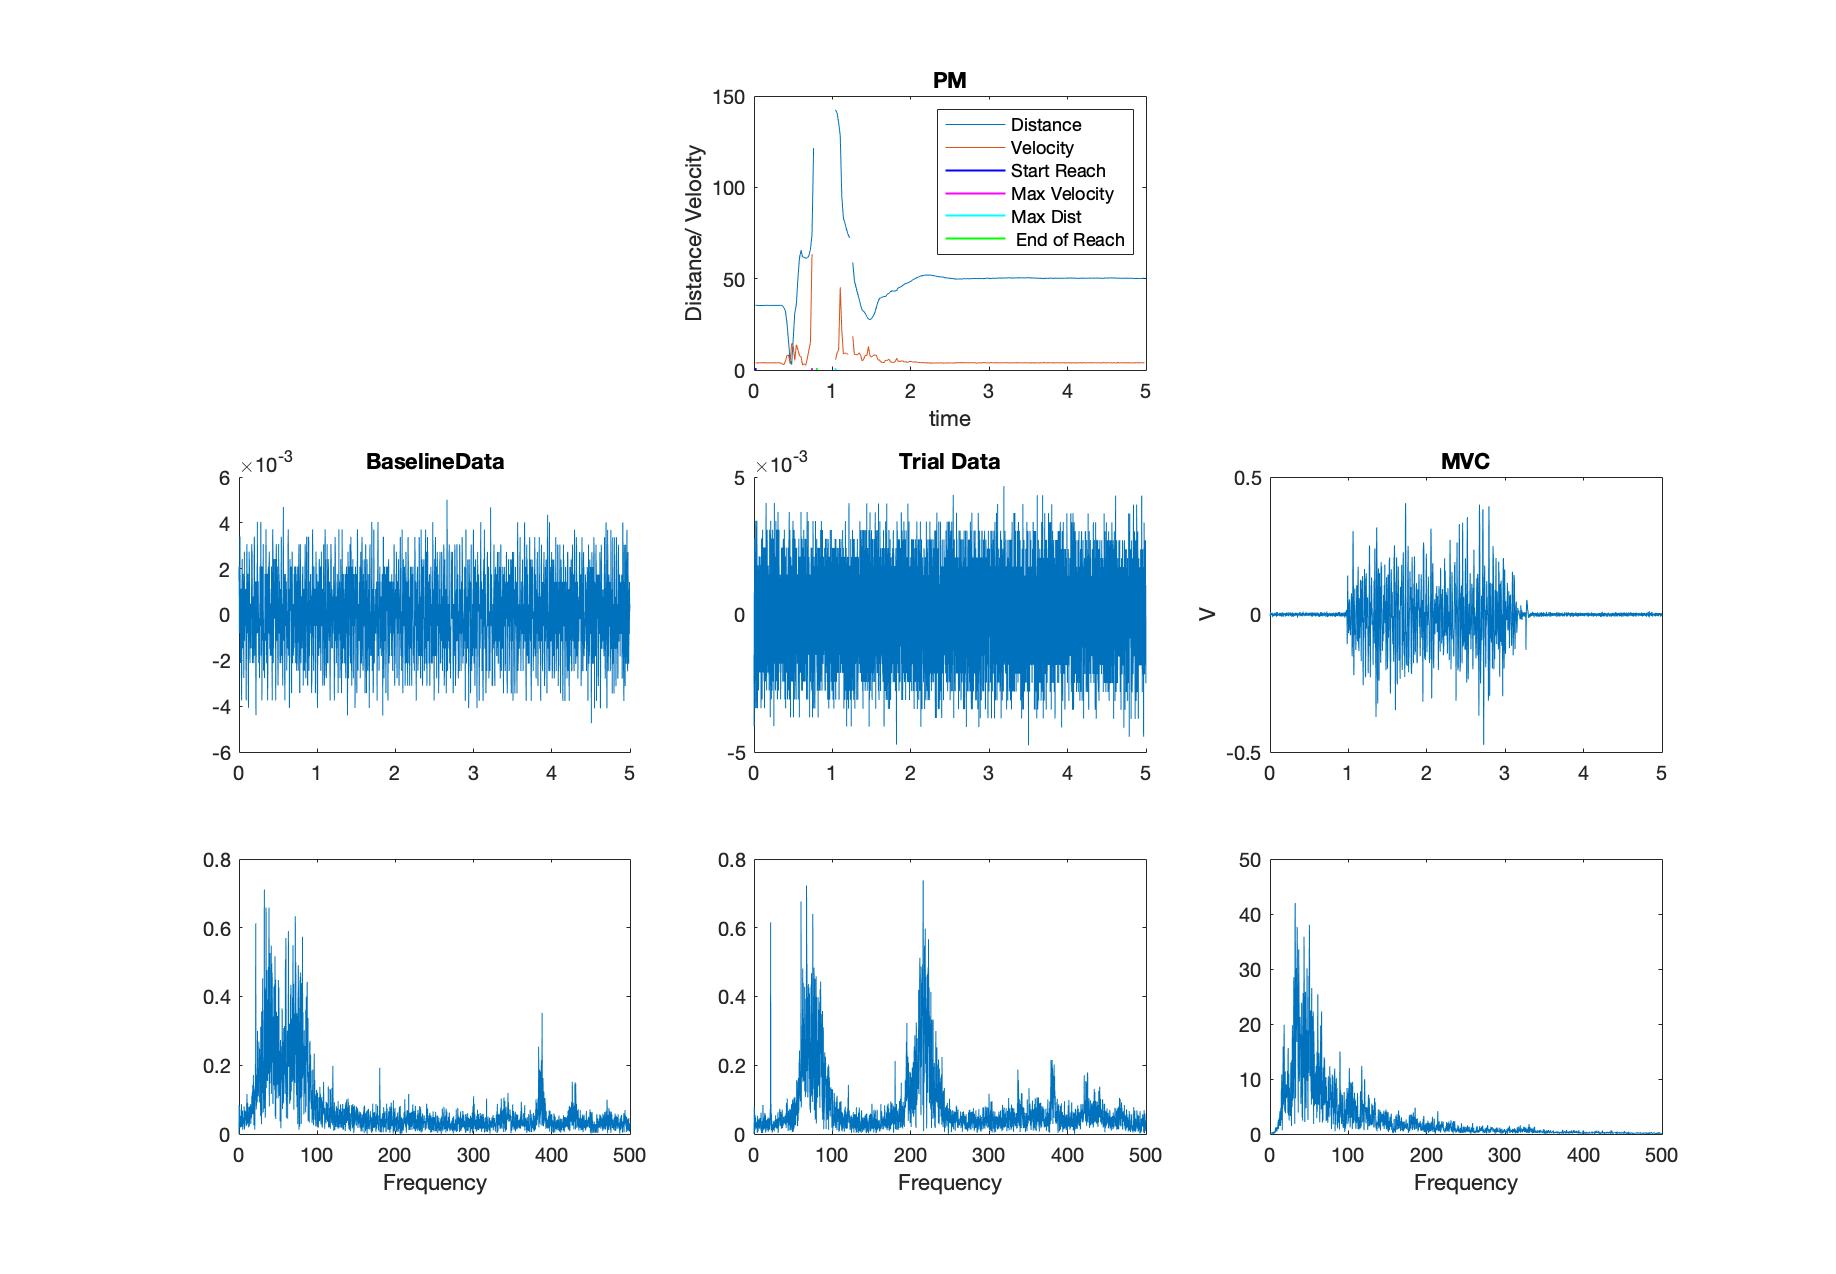 PM
150
100
50
0
Distance/ Velocity
Distance
Velocity
Start Reach
Max Velocity
Max Dist
End of Reach
0 1 2 3 4 5
time
BaselineData
×10-3
6
4
2
0
-2
-4
-6
0 1 2 3 4 5
Trial Data
×10-3
5
0
-5
0 1 2 3 4 5
MVC
0.5
0
-0.5
V
0 1 2 3 4 5
0.8
0.6
0.4
0.2
0
0 100 200 300 400 500
Frequency
0.8
0.6
0.4
0.2
0
0 100 200 300 400 500
Frequency
50
40
30
20
10
0
0 100 200 300 400 500
Frequency